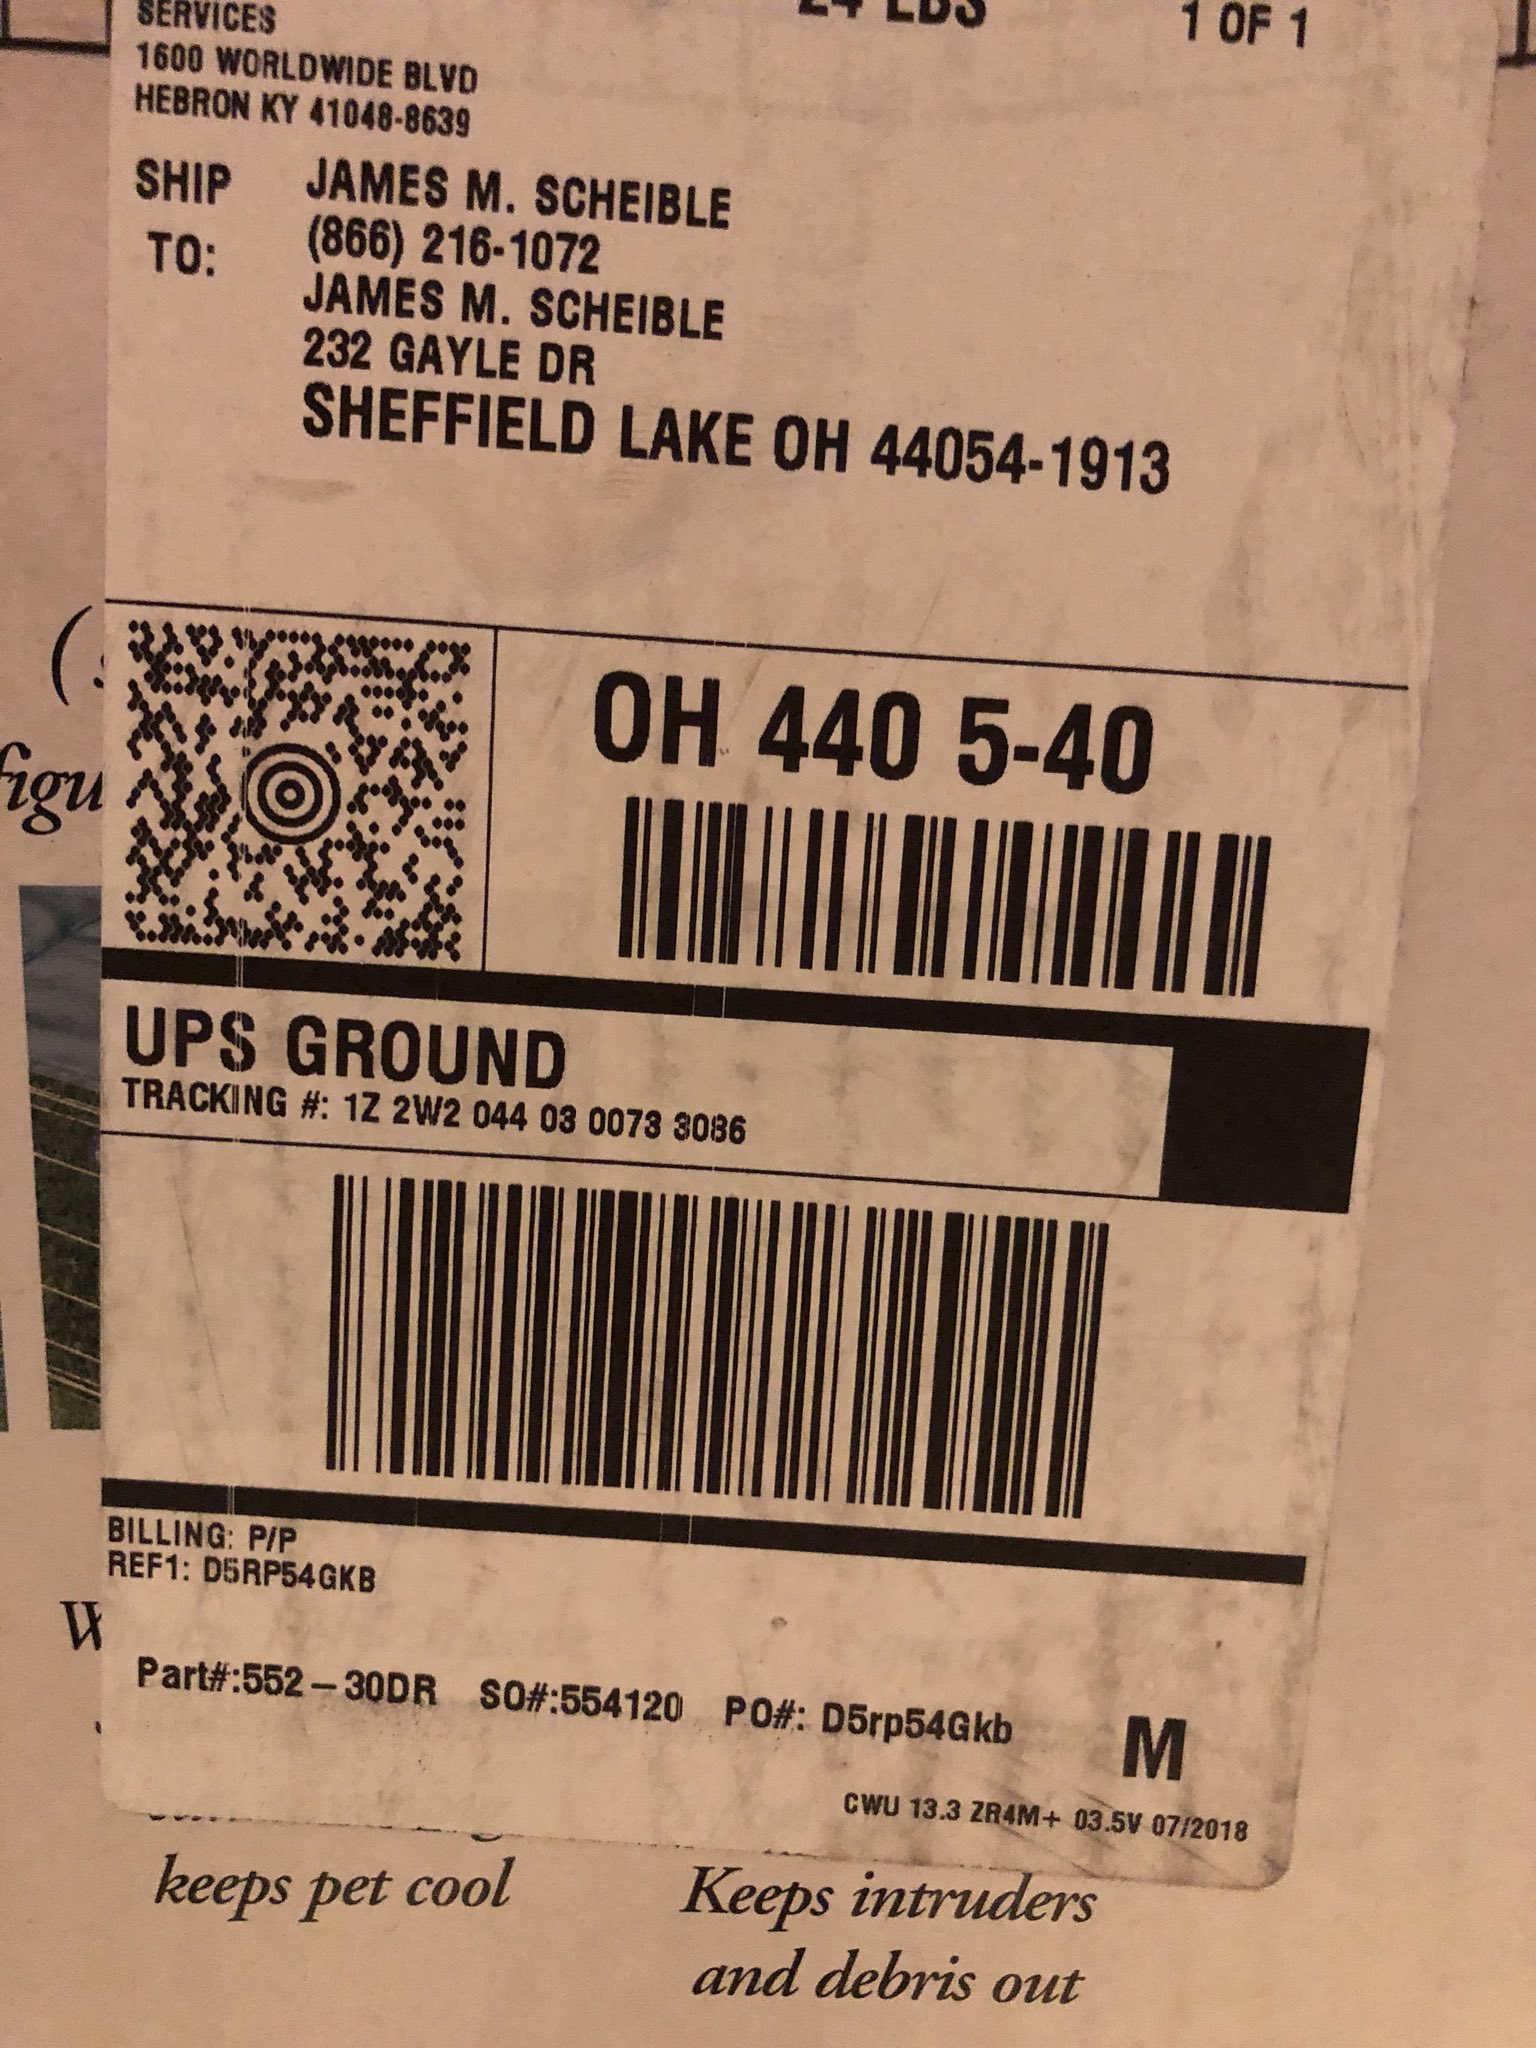 SERVICES
24 LBS
1 OF 1
1600 WORLDWIDE BLVD
HEBRON KY 41048-8639
SHIP TO:
JAMES M. SCHEIBLE
(866) 216-1072
JAMES M. SCHEIBLE
232 GAYLE DR
SHEFFIELD LAKE OH 44054-1913
OH 440 5-40
UPS GROUND
TRACKING #: 1Z 2W2 044 03 0073 3086
BILLING: P/P
REF1: D5RP54GKB
Part#:552-30DR SO#:554120 PO#: D5rp54Gkb
M
CWU 13.3 ZR4M+ 03.5V 07/2018
keeps pet cool
Keeps intruders
and debris out